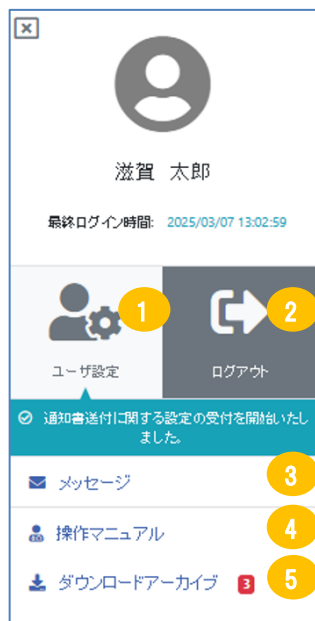 滋賀 太郎
最終ログイン時間: 2025/03/07 13:02:59
1
2
ユーザ設定
ログアウト
通知書送付に関する設定の受付を開始いたし
ました。
メッセージ 3
操作マニュアル 4
ダウンロードアーカイブ 3 5